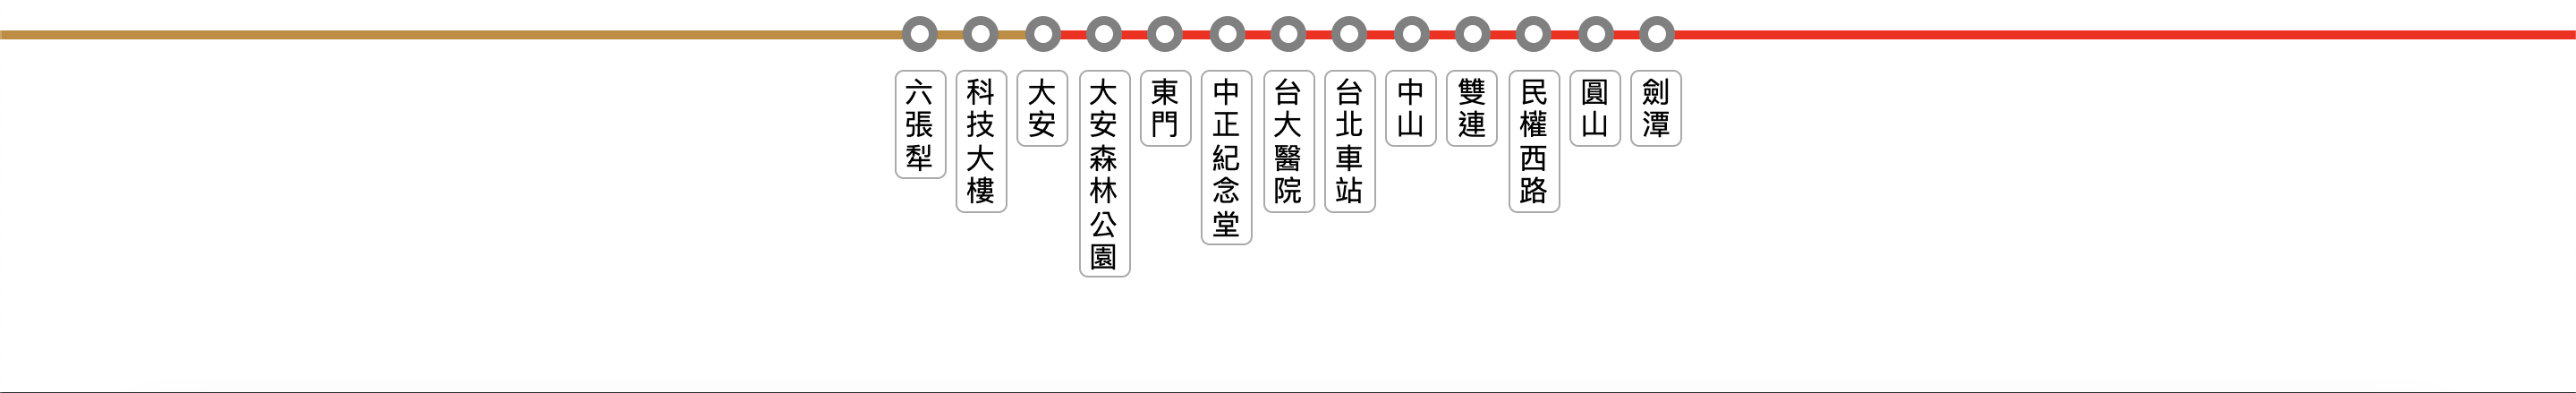 六張犁
科技大樓
大安
大安森林公園
東門
中正紀念堂
台大醫院
台北車站
中山
雙連
民權西路
圓山
劍潭